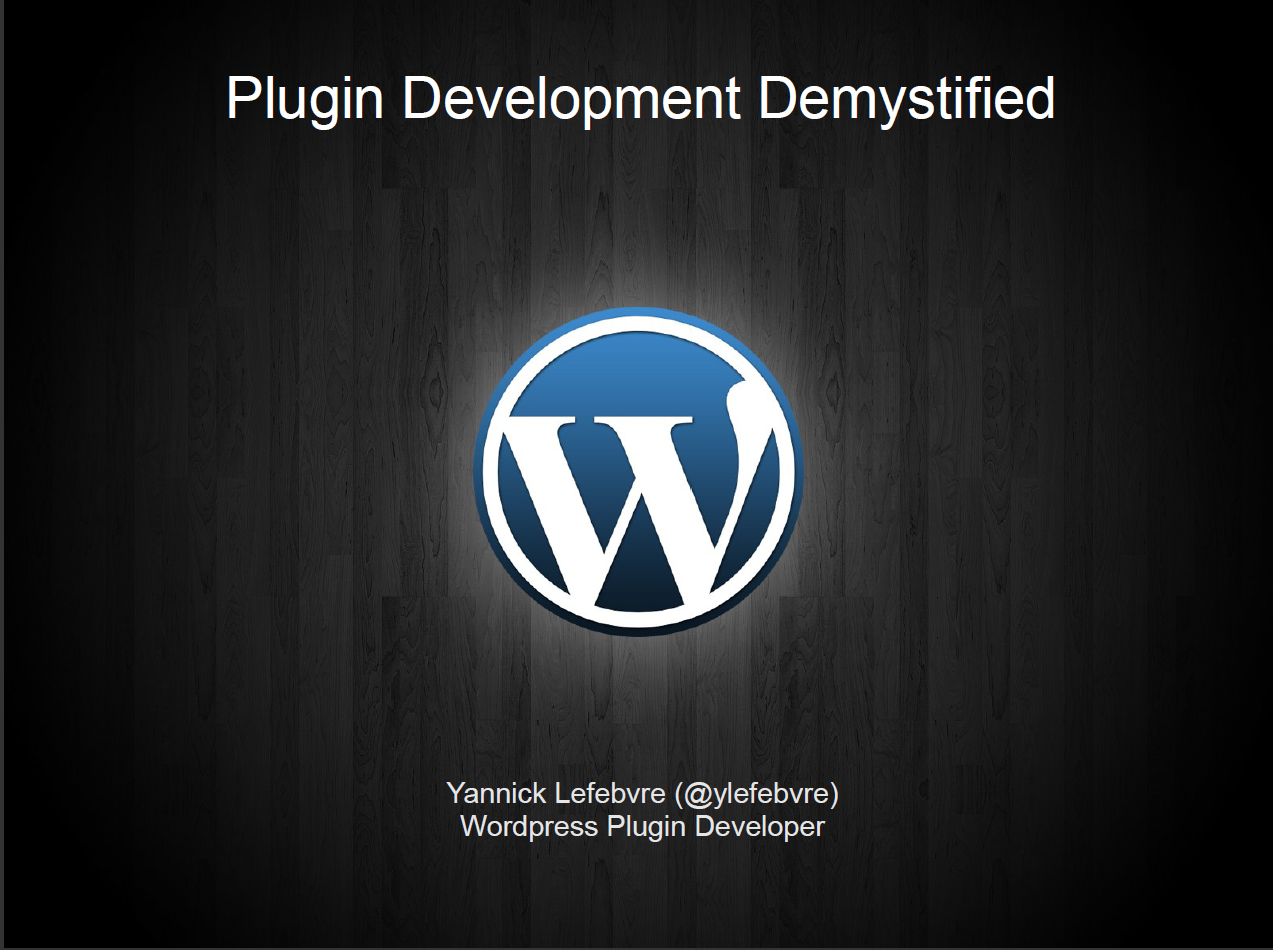 Plugin Development Demystified
Yannick Lefebvre (@ylefebvre)
Wordpress Plugin Developer